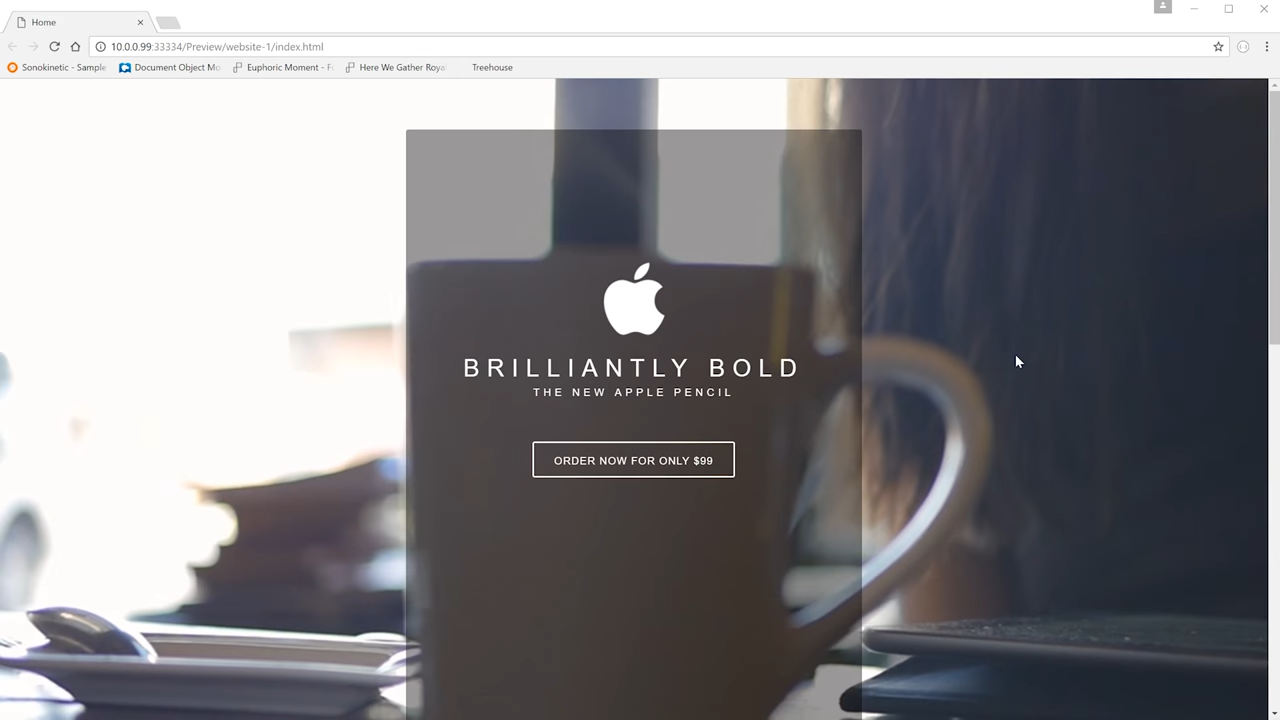 Home
10.0.0.99:33334/Preview/website-1/index.html
Sonokinetic - Sample Document Object Mo Euphoric Moment - Fi Here We Gather Roya Treehouse
BRILLIANTLY BOLD
THE NEW APPLE PENCIL
ORDER NOW FOR ONLY $99